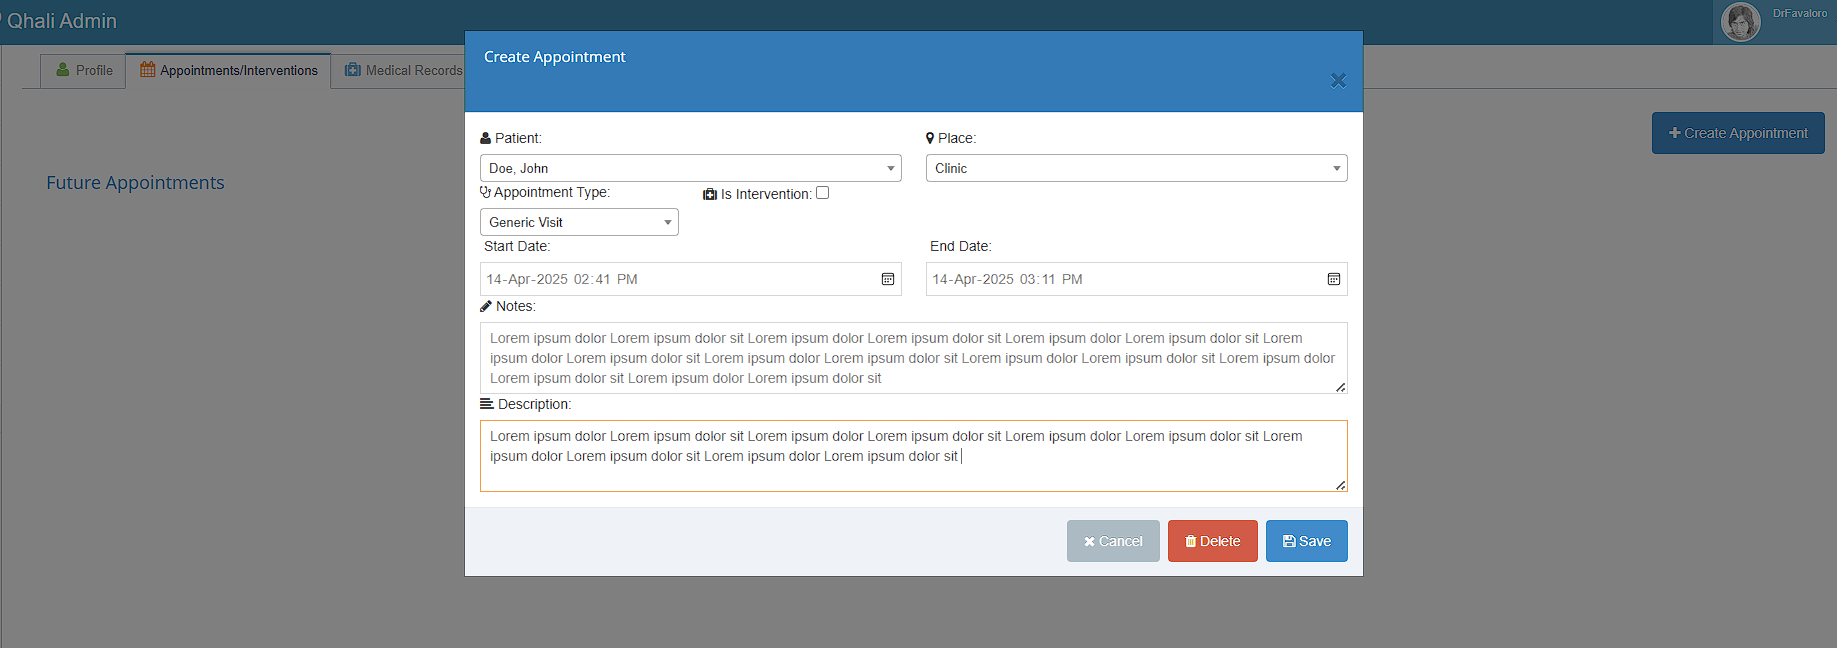 Qhali Admin
DrFavaloro
Profile
Appointments/Interventions
Medical Records
Create Appointment
Create Appointment
Future Appointments
Patient:
Place:
Doe, John
Clinic
Appointment Type:
Is Intervention:
Generic Visit
Start Date:
End Date:
14-Apr-2025 02:41 PM
14-Apr-2025 03:11 PM
Notes:
Lorem ipsum dolor Lorem ipsum dolor sit Lorem ipsum dolor Lorem ipsum dolor sit Lorem ipsum dolor Lorem ipsum dolor sit Lorem
ipsum dolor Lorem ipsum dolor sit Lorem ipsum dolor Lorem ipsum dolor sit Lorem ipsum dolor Lorem ipsum dolor sit Lorem ipsum dolor
Lorem ipsum dolor sit Lorem ipsum dolor Lorem ipsum dolor sit
Description:
Lorem ipsum dolor Lorem ipsum dolor sit Lorem ipsum dolor Lorem ipsum dolor sit Lorem ipsum dolor Lorem ipsum dolor sit Lorem
ipsum dolor Lorem ipsum dolor sit Lorem ipsum dolor Lorem ipsum dolor sit
Cancel
Delete
Save